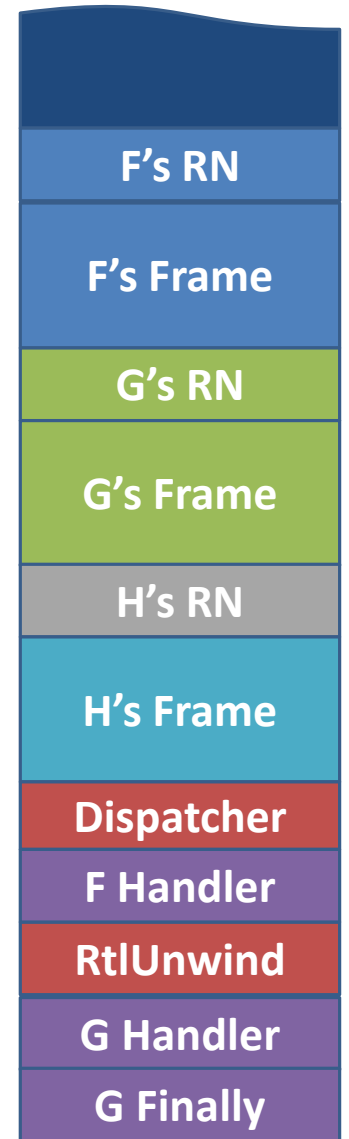 F’s RN
F’s Frame
G’s RN
G’s Frame
H’s RN
H’s Frame
Dispatcher
F Handler
RtlUnwind
G Handler
G Finally